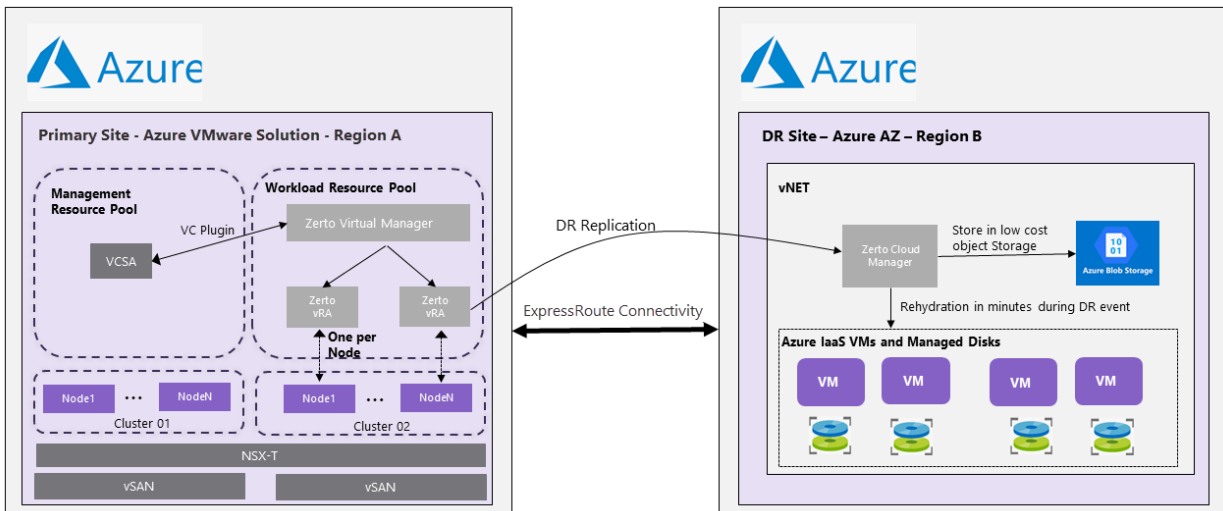 Azure
Primary Site - Azure VMware Solution - Region A
Management
Resource Pool
VCSA
VC Plugin
Workload Resource Pool
Zerto Virtual Manager
Zerto
vRA
Zerto
vRA
One per
Node
Node1
...
NodeN
Cluster 01
Node1
...
NodeN
Cluster 02
NSX-T
vSAN
vSAN
DR Replication
ExpressRoute Connectivity
Azure
DR Site – Azure AZ – Region B
vNET
Zerto Cloud
Manager
Store in low cost
object Storage
10
01
Azure Blob Storage
Rehydration in minutes during DR event
Azure IaaS VMs and Managed Disks
VM
VM
VM
VM